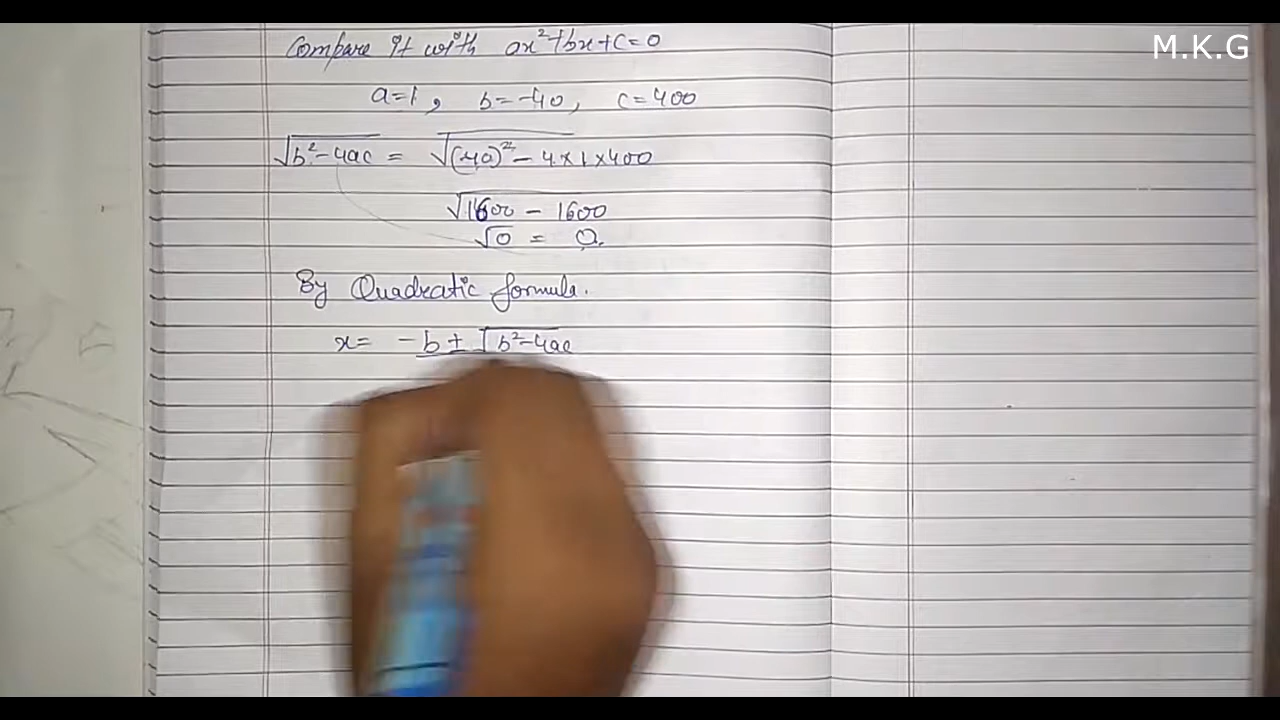 M.K.G
Compare it with ax²+bx+c=0
a=1, b=-40, c=400
√b²-4ac = √(40)² - 4×1×400
√1600 - 1600
√0 = 0.
By Quadratic formula.
x= -b ± √b²-4ac